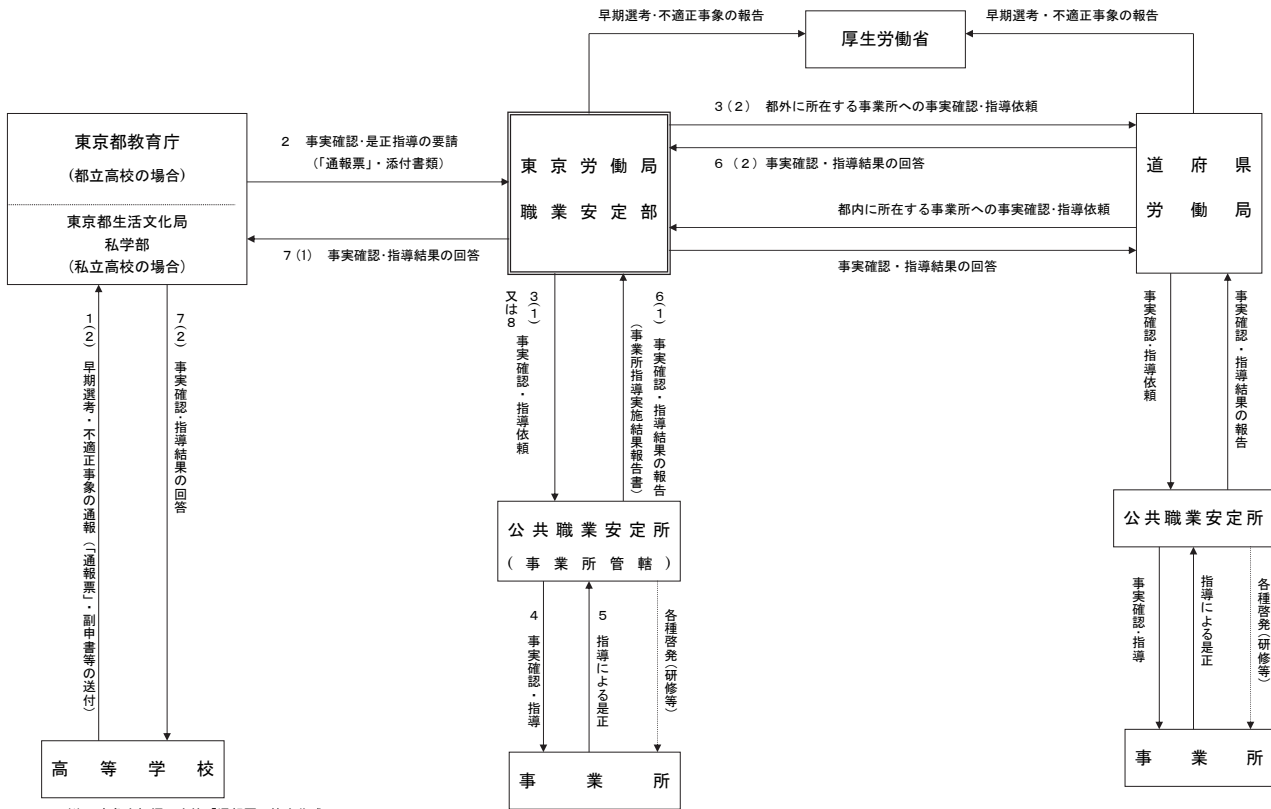 早期選考･不適正事象の報告
早期選考・不適正事象の報告
厚生労働省
3(2) 都外に所在する事業所への事実確認･指導依頼
東京都教育庁
(都立高校の場合)
東京都生活文化局
私学部
(私立高校の場合)
2 事実確認･是正指導の要請
(｢通報票｣・添付書類)
東京労働局
職業安定部
6(2)事実確認・指導結果の回答
道府県
労働局
都内に所在する事業所への事実確認･指導依頼
7(1) 事実確認･指導結果の回答
事実確認・指導結果の回答
1(2) 早期選考・不適正事象の通報(｢通報票｣・副申書等の送付)
7(2) 事実確認･指導結果の回答
3(1) 事実確認・指導依頼
又は8
6(1) 事実確認・指導結果の報告
(事業所指導実施結果報告書)
事実確認･指導依頼
事実確認・指導結果の報告
公共職業安定所
(事業所管轄)
公共職業安定所
4 事実確認・指導
5 指導による是正
各種啓発(研修等)
事実確認･指導
指導による是正
各種啓発(研修等)
高等学校
事業所
事業所